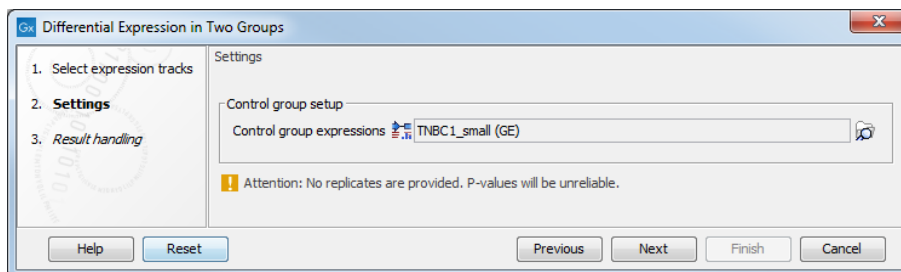 Gx Differential Expression in Two Groups
Settings
1. Select expression tracks
2. Settings
3. Result handling
Control group setup
Control group expressions TNBC1_small (GE)
! Attention: No replicates are provided. P-values will be unreliable.
Help Reset Previous Next Finish Cancel